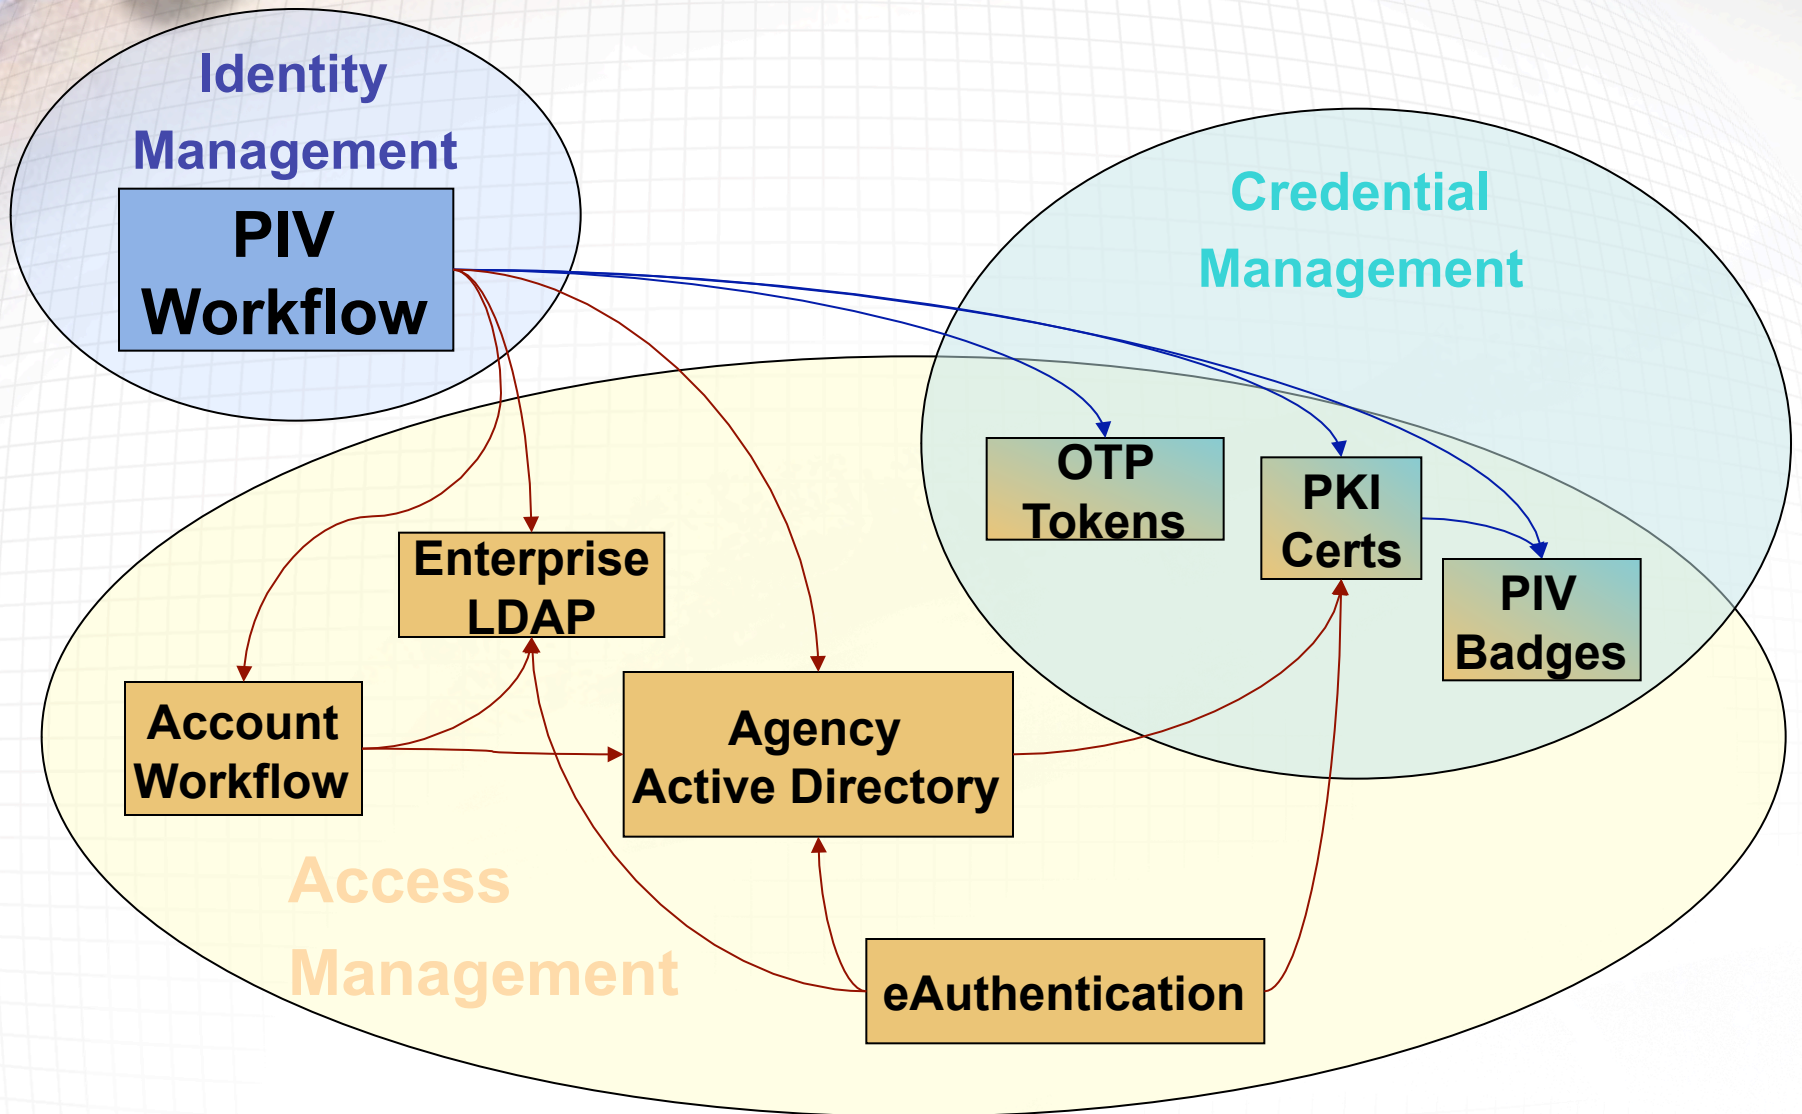 Identity
Management
PIV
Workflow
Credential
Management
OTP
Tokens
PKI
Certs
PIV
Badges
Enterprise
LDAP
Account
Workflow
Agency
Active Directory
Access
Management
eAuthentication